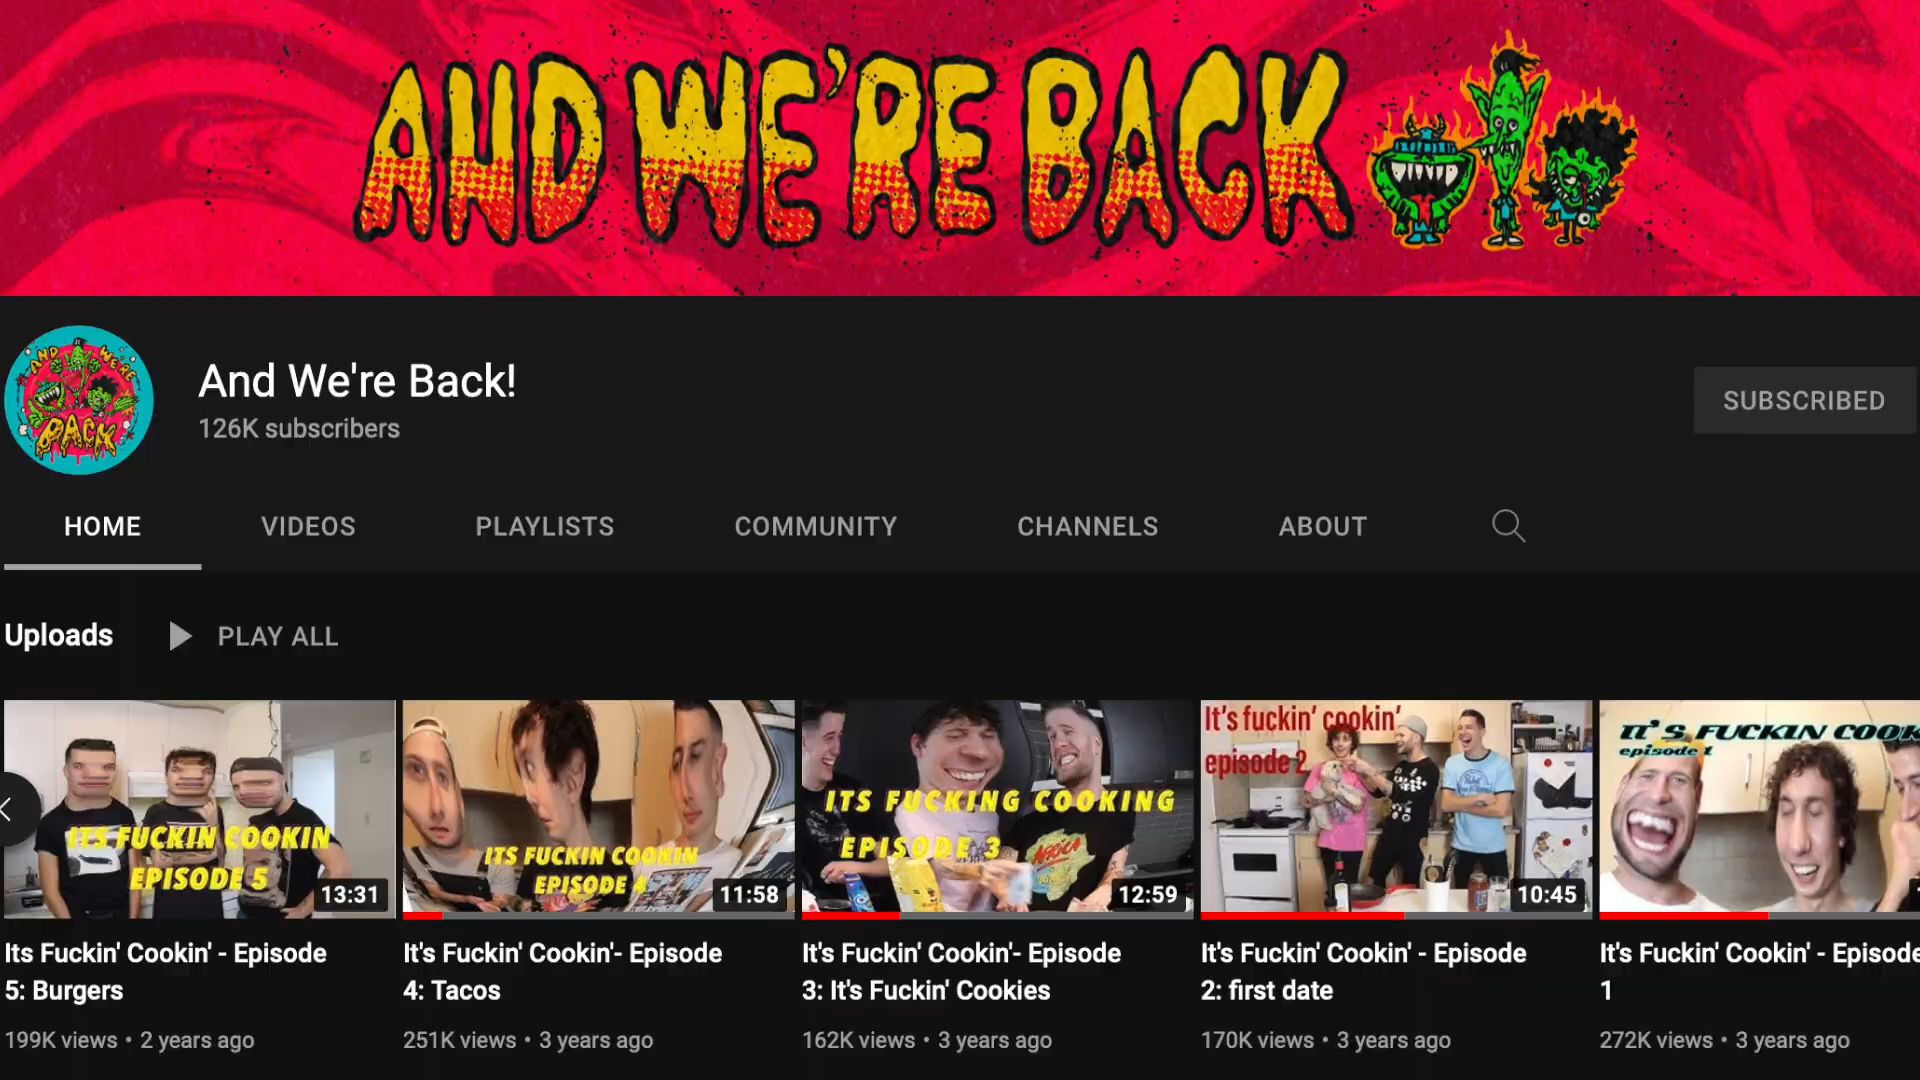 AND WE'RE BACK
AND WE'RE
BACK
And We're Back!
126K subscribers
SUBSCRIBED
HOME
VIDEOS
PLAYLISTS
COMMUNITY
CHANNELS
ABOUT
Uploads
PLAY ALL
ITS FUCKIN COOKIN
EPISODE 5
13:31
ITS FUCKIN COOKIN
EPISODE 4
11:58
ITS FUCKING COOKING
EPISODE 3
12:59
It's fuckin' cookin'
episode 2
10:45
IT'S FUCKIN COOK
episode 1
Its Fuckin' Cookin' - Episode
5: Burgers
199K views • 2 years ago
It's Fuckin' Cookin'- Episode
4: Tacos
251K views • 3 years ago
It's Fuckin' Cookin'- Episode
3: It's Fuckin' Cookies
162K views • 3 years ago
It's Fuckin' Cookin' - Episode
2: first date
170K views • 3 years ago
It's Fuckin' Cookin' - Episode
1
272K views • 3 years ago